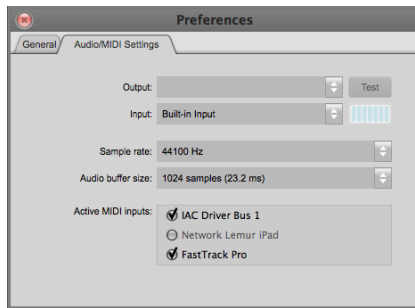 Preferences
General Audio/MIDI Settings
Output: Test
Input: Built-in Input
Sample rate: 44100 Hz
Audio buffer size: 1024 samples (23.2 ms)
Active MIDI inputs: IAC Driver Bus 1
Network Lemur iPad
FastTrack Pro